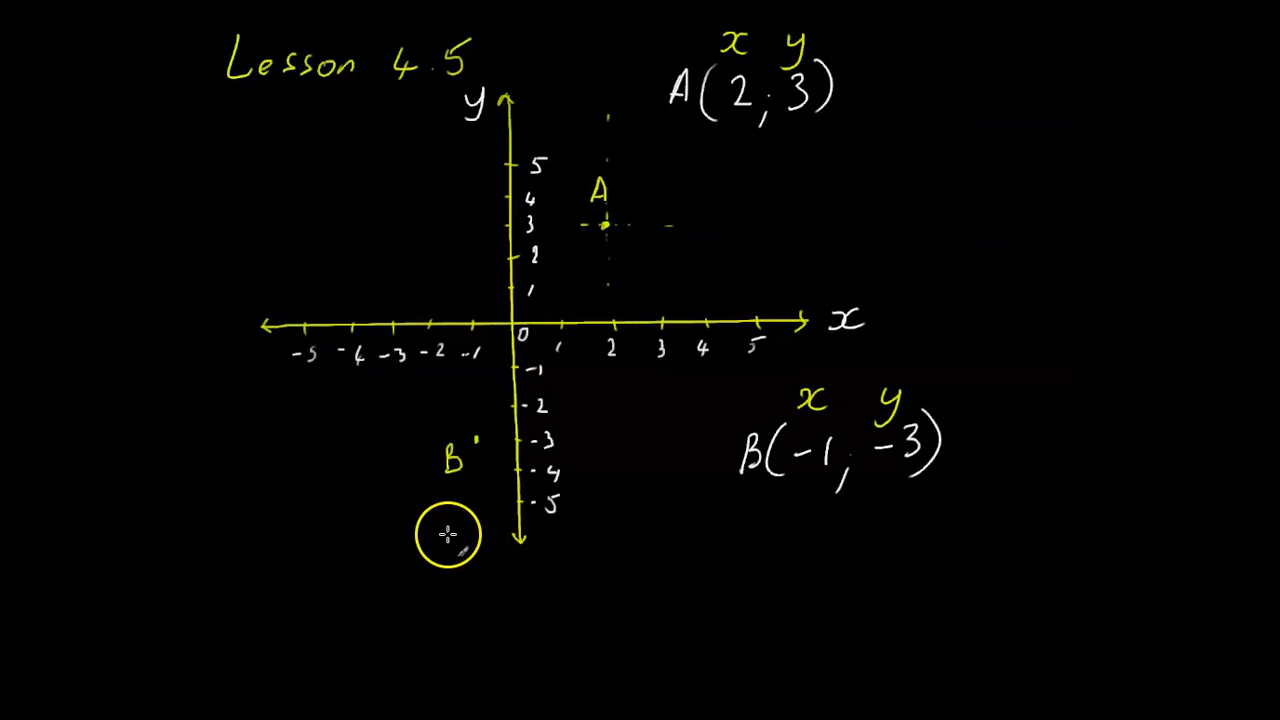 Lesson 4.5
x y
A(2; 3)
y
5
4
3
2
1
A
x
0
-5 -4 -3 -2 -1 1 2 3 4 5
-1
-2
-3
-4
-5
B
x y
B(-1; -3)